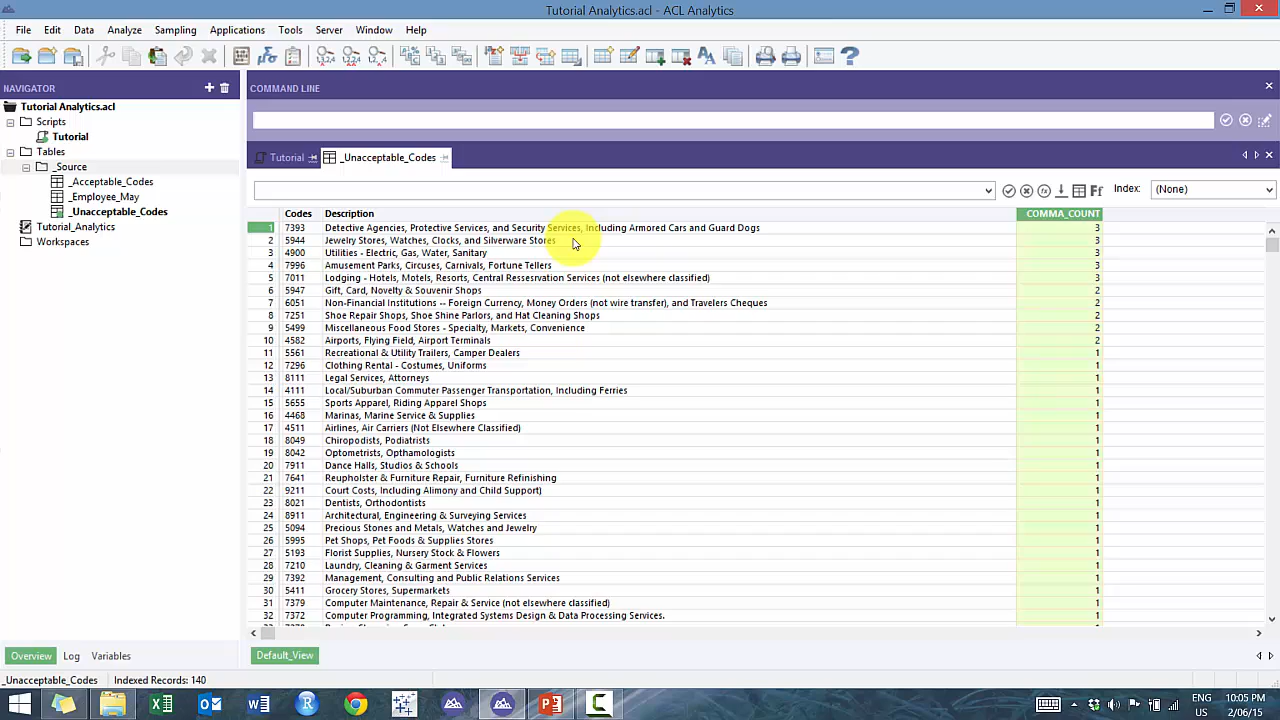 Tutorial Analytics.acl - ACL Analytics
File Edit Data Analyze Sampling Applications Tools Server Window Help
NAVIGATOR
Tutorial Analytics.acl
Scripts
Tutorial
Tables
_Source
_Acceptable_Codes
_Employee_May
_Unacceptable_Codes
Tutorial_Analytics
Workspaces
Overview Log Variables
COMMAND LINE
Tutorial _Unacceptable_Codes
Index: (None)
Codes Description COMMA_COUNT
1 7393 Detective Agencies, Protective Services, and Security Services, Including Armored Cars and Guard Dogs 3
2 5944 Jewelry Stores, Watches, Clocks, and Silverware Stores 3
3 4900 Utilities - Electric, Gas, Water, Sanitary 3
4 7996 Amusement Parks, Circuses, Carnivals, Fortune Tellers 3
5 7011 Lodging - Hotels, Motels, Resorts, Central Ressesrvation Services (not elsewhere classified) 3
6 5947 Gift, Card, Novelty & Souvenir Shops 2
7 6051 Non-Financial Institutions -- Foreign Currency, Money Orders (not wire transfer), and Travelers Cheques 2
8 7251 Shoe Repair Shops, Shoe Shine Parlors, and Hat Cleaning Shops 2
9 5499 Miscellaneous Food Stores - Specialty, Markets, Convenience 2
10 4582 Airports, Flying Field, Airport Terminals 2
11 5561 Recreational & Utility Trailers, Camper Dealers 1
12 7296 Clothing Rental - Costumes, Uniforms 1
13 8111 Legal Services, Attorneys 1
14 4111 Local/Suburban Commuter Passenger Transportation, Including Ferries 1
15 5655 Sports Apparel, Riding Apparel Shops 1
16 4468 Marinas, Marine Service & Supplies 1
17 4511 Airlines, Air Carriers (Not Elsewhere Classified) 1
18 8049 Chiropodists, Podiatrists 1
19 8042 Optometrists, Opthamologists 1
20 7911 Dance Halls, Studios & Schools 1
21 7641 Reupholster & Furniture Repair, Furniture Refinishing 1
22 9211 Court Costs, Including Alimony and Child Support) 1
23 8021 Dentists, Orthodontists 1
24 8911 Architectural, Engineering & Surveying Services 1
25 5094 Precious Stones and Metals, Watches and Jewelry 1
26 5995 Pet Shops, Pet Foods & Supplies Stores 1
27 5193 Florist Supplies, Nursery Stock & Flowers 1
28 7210 Laundry, Cleaning & Garment Services 1
29 7392 Management, Consulting and Public Relations Services 1
30 5411 Grocery Stores, Supermarkets 1
31 7379 Computer Maintenance, Repair & Service (not elsewhere classified) 1
32 7372 Computer Programming, Integrated Systems Design & Data Processing Services. 1
Default_View
_Unacceptable_Codes Indexed Records: 140
ENG 10:05 PM
US 2/06/15